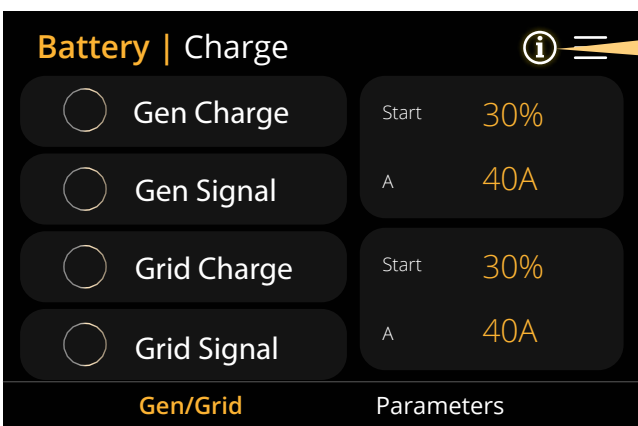 Battery | Charge
Gen Charge
Start 30%
Gen Signal
A 40A
Grid Charge
Start 30%
Grid Signal
A 40A
Gen/Grid Parameters